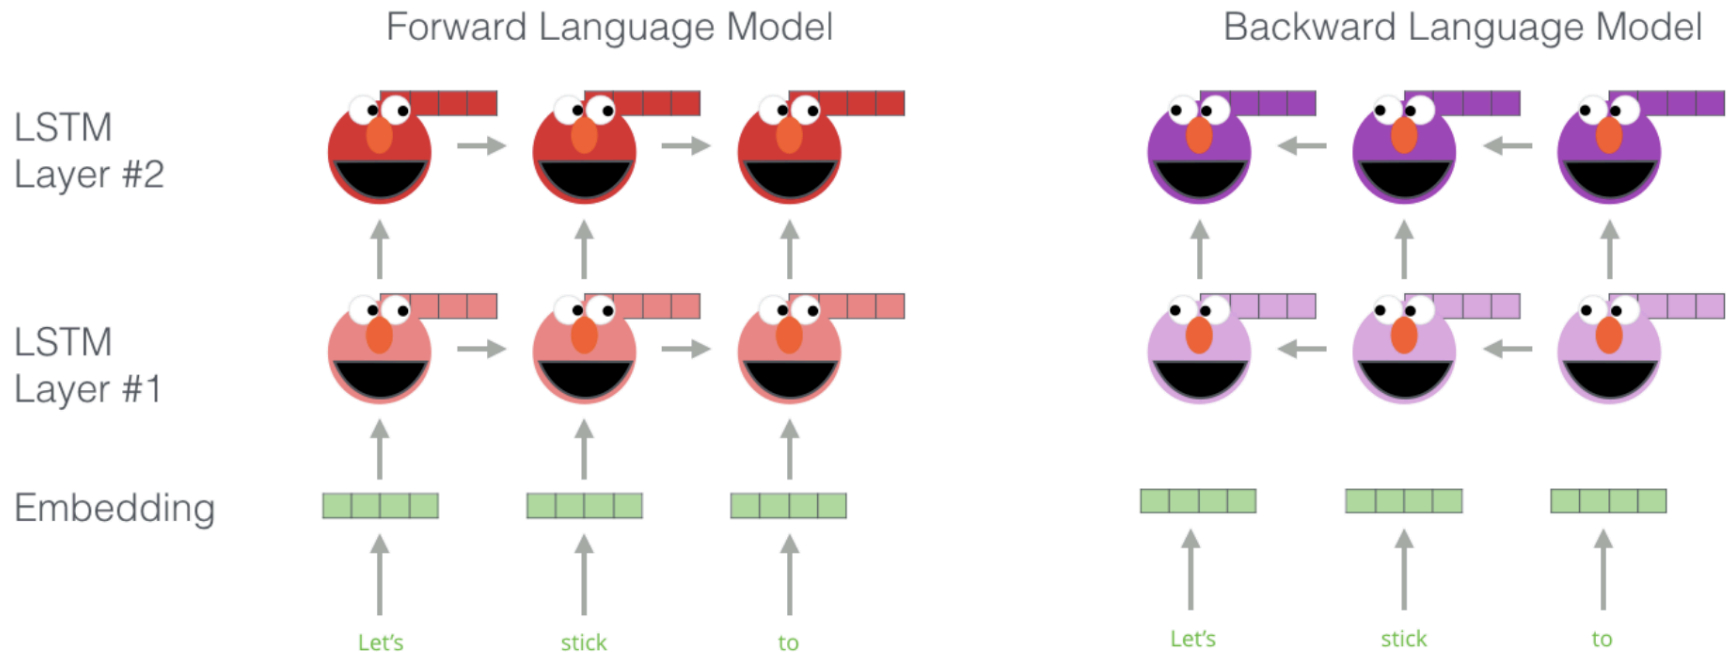 Forward Language Model
Backward Language Model
LSTM
Layer #2
LSTM
Layer #1
Embedding
Let's stick to
Let's stick to